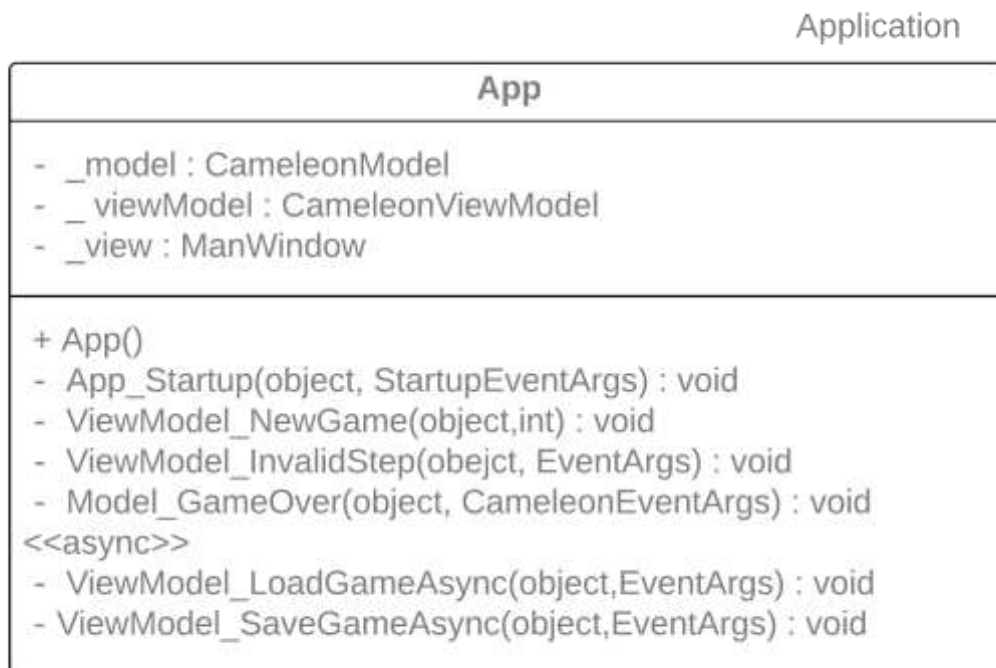 Application
App
- _model : CameleonModel
- _ viewModel : CameleonViewModel
- _view : ManWindow
+ App()
- App_Startup(object, StartupEventArgs) : void
- ViewModel_NewGame(object,int) : void
- ViewModel_InvalidStep(obejct, EventArgs) : void
- Model_GameOver(object, CameleonEventArgs) : void
<<async>>
- ViewModel_LoadGameAsync(object,EventArgs) : void
- ViewModel_SaveGameAsync(object,EventArgs) : void